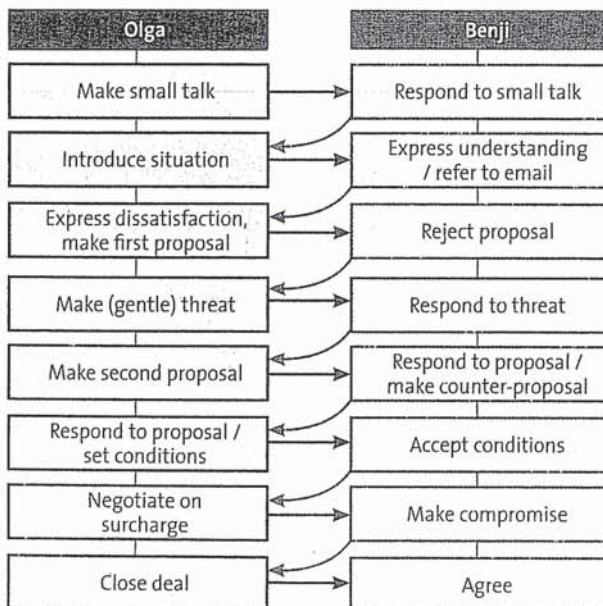 Olga
Benji
Make small talk
Respond to small talk
Introduce situation
Express understanding
/ refer to email
Express dissatisfaction,
make first proposal
Reject proposal
Make (gentle) threat
Respond to threat
Make second proposal
Respond to proposal /
make counter-proposal
Respond to proposal /
set conditions
Accept conditions
Negotiate on
surcharge
Make compromise
Close deal
Agree